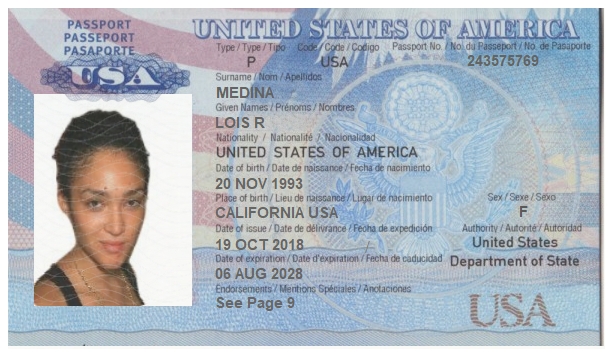 PASSPORT
PASSEPORT
PASAPORTE
USA
UNITED STATES OF AMERICA
Type / Type / Tipo Code / Code / Codigo Passport No. / No. du Passeport / No. de Pasaporte
P USA 243575769
Surname / Nom / Apellidos
MEDINA
Given Names / Prénoms / Nombres
LOIS R
Nationality / Nationalité / Nacionalidad
UNITED STATES OF AMERICA
Date of birth / Date de naissance / Fecha de nacimiento
20 NOV 1993
Place of birth / Lieu de naissance / Lugar de nacimiento Sex / Sexe / Sexo
CALIFORNIA USA F
Date of issue / Date de délivrance / Fecha de expedición Authority / Autorité / Autoridad
19 OCT 2018 United States
Date of expiration / Date d'expiration / Fecha de caducidad Department of State
06 AUG 2028
Endorsements / Mentions Spéciales / Anotaciones
See Page 9
USA